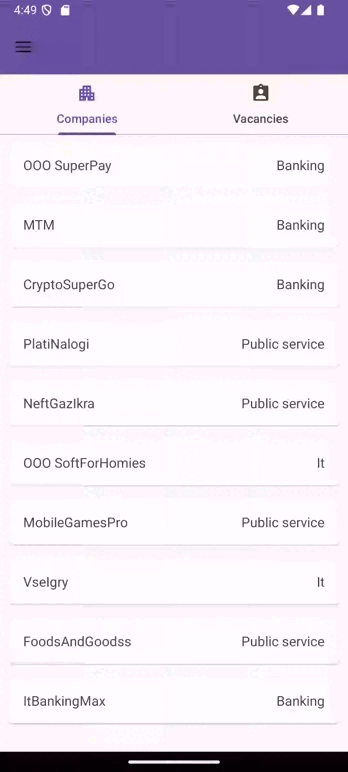 4:49
Companies
Vacancies
OOO SuperPay Banking
MTM Banking
CryptoSuperGo Banking
PlatiNalogi Public service
NeftGazIkra Public service
OOO SoftForHomies It
MobileGamesPro Public service
VseIgry It
FoodsAndGoodss Public service
ItBankingMax Banking